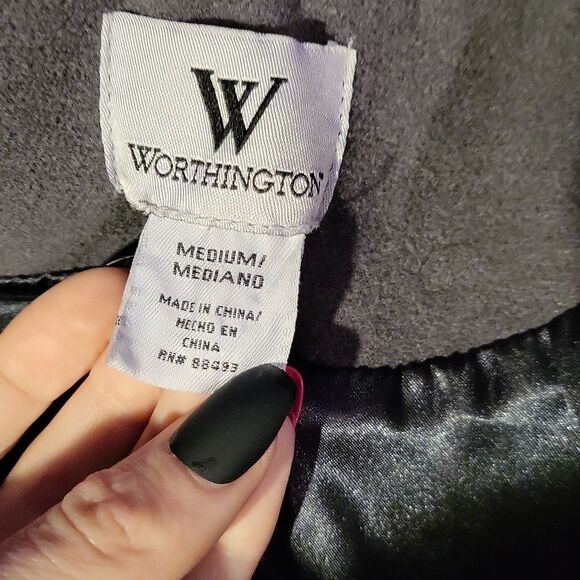 W
WORTHINGTON
MEDIUM/
MEDIANO
MADE IN CHINA/
HECHO EN
CHINA
RN# 88493